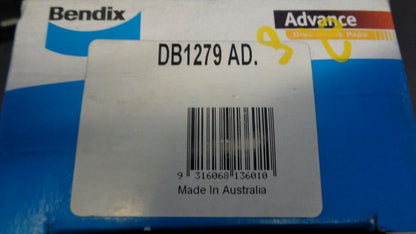 Bendix
Advance
DB1279 AD.
9 316068 136010
Made In Australia